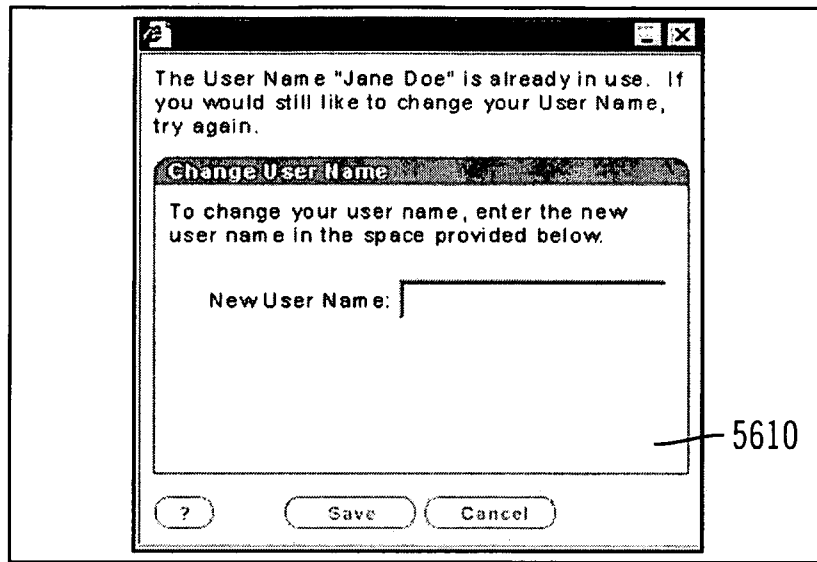 The User Name "Jane Doe" is already in use. If
you would still like to change your User Name,
try again.
Change User Name
To change your user name, enter the new
user name in the space provided below.
New User Name:
5610
? Save Cancel